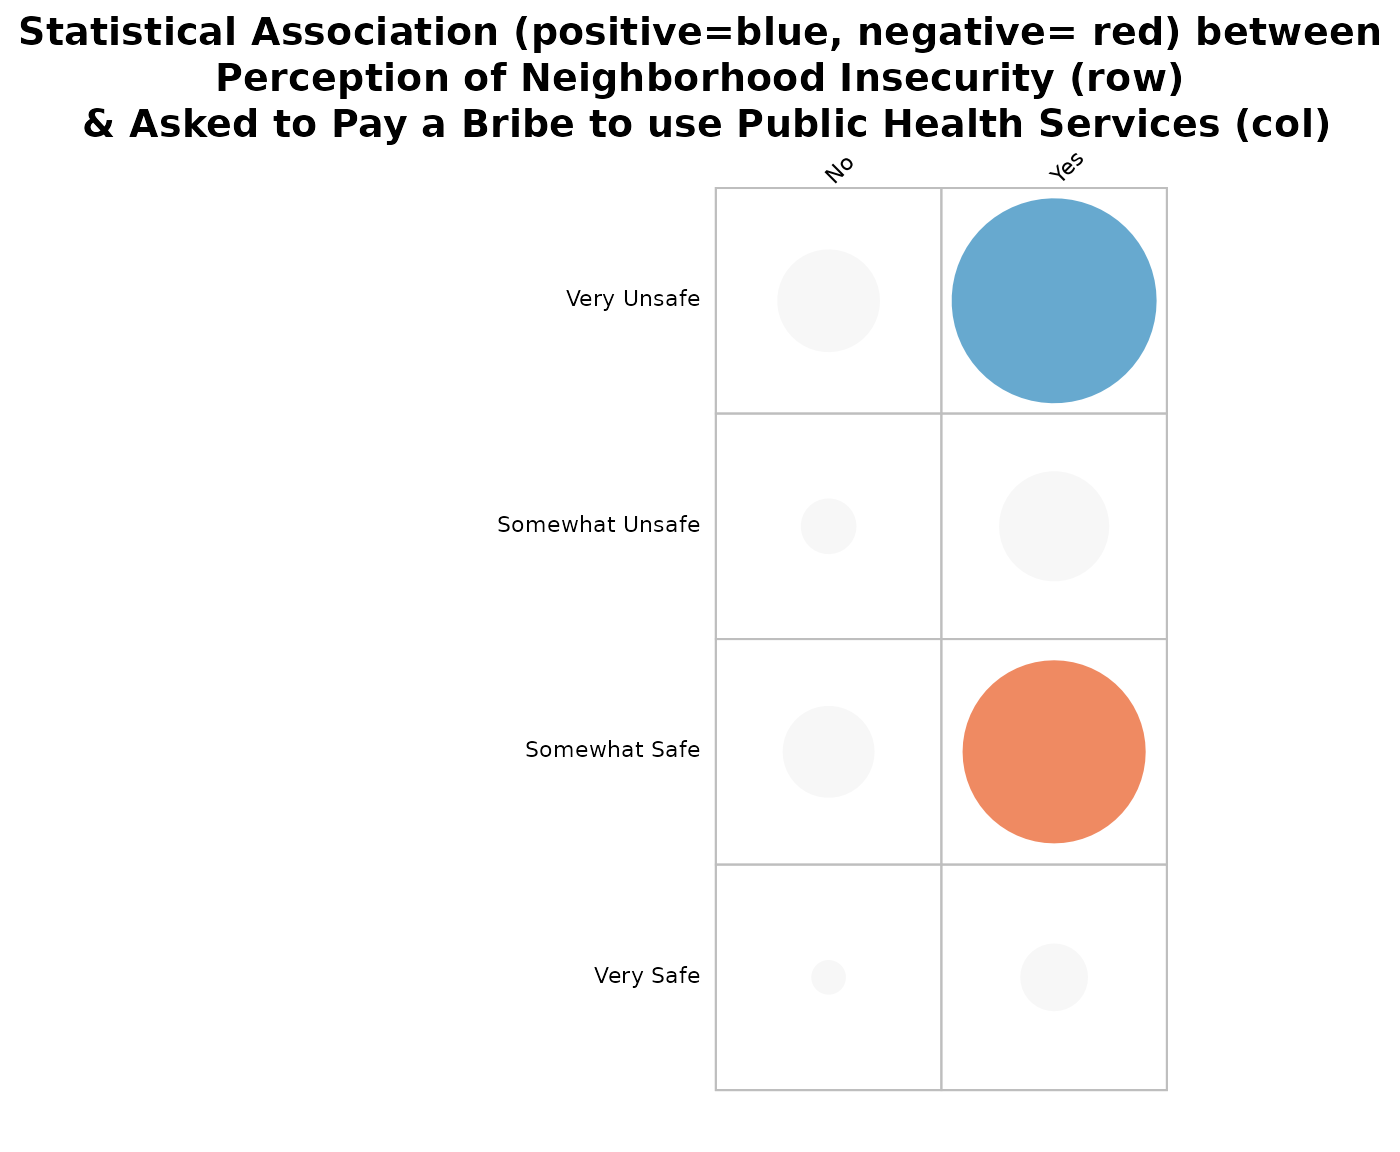 Statistical Association (positive=blue, negative= red) between
Perception of Neighborhood Insecurity (row)
& Asked to Pay a Bribe to use Public Health Services (col)
No
Yes
Very Unsafe
Somewhat Unsafe
Somewhat Safe
Very Safe